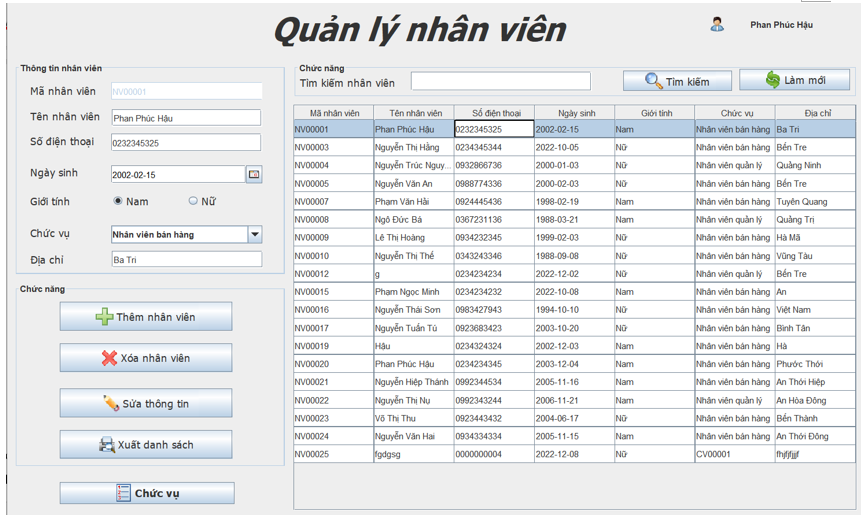 Quản lý nhân viên
Phan Phúc Hậu
Thông tin nhân viên
Mã nhân viên NV00001
Tên nhân viên Phan Phúc Hậu
Số điện thoại 0232345325
Ngày sinh 2002-02-15
Giới tính Nam Nữ
Chức vụ Nhân viên bán hàng
Địa chỉ Ba Tri
Chức năng
Thêm nhân viên
Xóa nhân viên
Sửa thông tin
Xuất danh sách
Chức vụ
Chức năng
Tìm kiếm nhân viên Tìm kiếm Làm mới
Mã nhân viên Tên nhân viên Số điện thoại Ngày sinh Giới tính Chức vụ Địa chỉ
NV00001 Phan Phúc Hậu 0232345325 2002-02-15 Nam Nhân viên bán hàng Ba Tri
NV00003 Nguyễn Thị Hằng 0234345344 2022-10-05 Nữ Nhân viên bán hàng Bến Tre
NV00004 Nguyễn Trúc Nguy... 0932866736 2000-01-03 Nữ Nhân viên quản lý Quảng Ninh
NV00005 Nguyễn Văn An 0988774336 2000-02-03 Nữ Nhân viên bán hàng Bến Tre
NV00007 Phạm Văn Hải 0924445436 1998-02-19 Nam Nhân viên bán hàng Tuyên Quang
NV00008 Ngô Đức Bá 0367231136 1988-03-21 Nam Nhân viên bán hàng Quảng Trị
NV00009 Lê Thị Hoàng 0934232345 1999-02-03 Nữ Nhân viên bán hàng Hà Mã
NV00010 Nguyễn Thị Thế 0343243346 1988-09-08 Nữ Nhân viên bán hàng Vũng Tàu
NV00012 g 0234234234 2022-12-02 Nữ Nhân viên quản lý Bến Tre
NV00015 Phạm Ngọc Minh 0234234232 2022-10-08 Nam Nhân viên bán hàng An
NV00016 Nguyễn Thái Sơn 0983427943 1994-10-10 Nữ Nhân viên bán hàng Việt Nam
NV00017 Nguyễn Tuấn Tú 0923683423 2003-10-20 Nữ Nhân viên bán hàng Bình Tân
NV00019 Hậu 0234324324 2002-12-03 Nam Nhân viên bán hàng Hà
NV00020 Phan Phúc Hậu 0234234345 2003-12-04 Nam Nhân viên bán hàng Phước Thới
NV00021 Nguyễn Hiệp Thánh 0992344534 2005-11-16 Nam Nhân viên bán hàng An Thới Hiệp
NV00022 Nguyễn Thị Nụ 0992343244 2006-11-21 Nam Nhân viên quản lý An Hòa Đông
NV00023 Võ Thị Thu 0923443432 2004-06-17 Nữ Nhân viên bán hàng Bến Thành
NV00024 Nguyễn Văn Hai 0934334334 2005-11-15 Nam Nhân viên bán hàng An Thới Đông
NV00025 fgdgsg 0000000004 2022-12-08 Nữ CV00001 fhjfjfjjjf